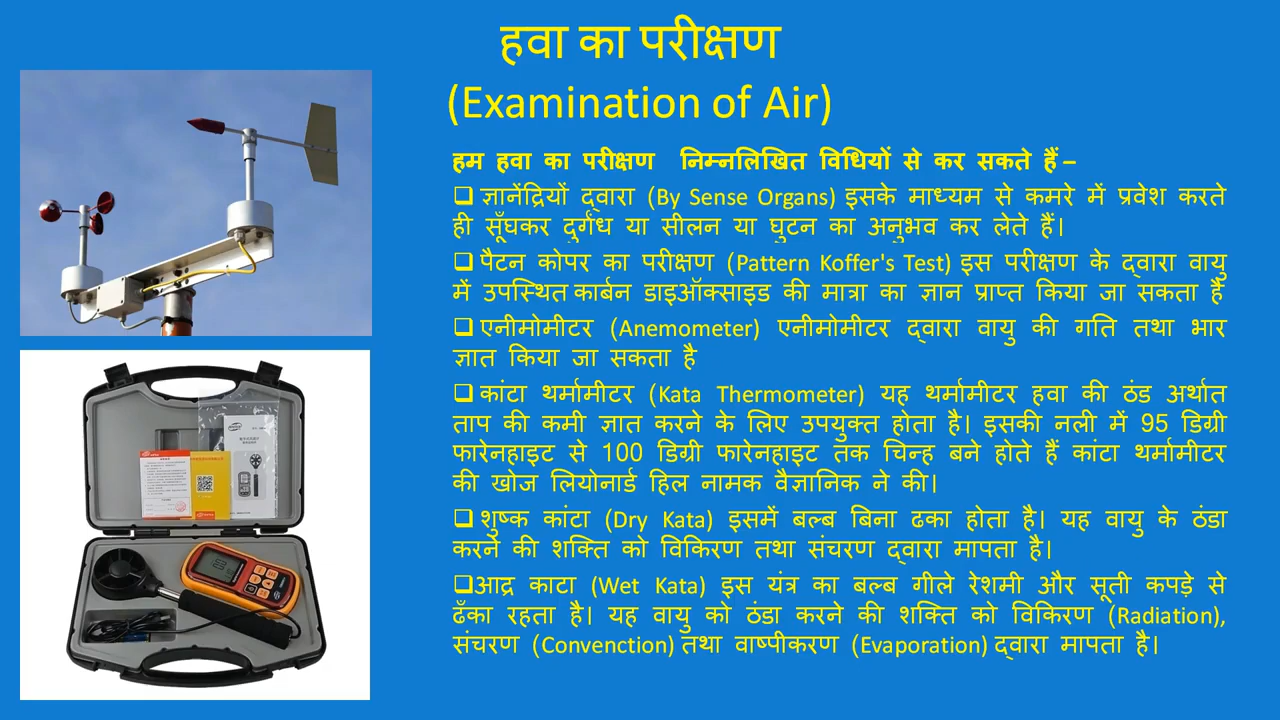 हवा का परीक्षण
(Examination of Air)
हम हवा का परीक्षण निम्नलिखित विधियों से कर सकते हैं –
❑ ज्ञानेंद्रियों द्वारा (By Sense Organs) इसके माध्यम से कमरे में प्रवेश करते
ही सूँघकर दुर्गंध या सीलन या घुटन का अनुभव कर लेते हैं।
❑ पैटन कोपर का परीक्षण (Pattern Koffer's Test) इस परीक्षण के द्वारा वायु
में उपस्थित कार्बन डाइऑक्साइड की मात्रा का ज्ञान प्राप्त किया जा सकता है
❑ एनीमोमीटर (Anemometer) एनीमोमीटर द्वारा वायु की गति तथा भार
ज्ञात किया जा सकता है
❑ कांटा थर्मामीटर (Kata Thermometer) यह थर्मामीटर हवा की ठंड अर्थात
ताप की कमी ज्ञात करने के लिए उपयुक्त होता है। इसकी नली में 95 डिग्री
फारेनहाइट से 100 डिग्री फारेनहाइट तक चिन्ह बने होते हैं कांटा थर्मामीटर
की खोज लियोनार्ड हिल नामक वैज्ञानिक ने की।
❑ शुष्क कांटा (Dry Kata) इसमें बल्ब बिना ढका होता है। यह वायु के ठंडा
करने की शक्ति को विकिरण तथा संचरण द्वारा मापता है।
❑आद्र काटा (Wet Kata) इस यंत्र का बल्ब गीले रेशमी और सूती कपड़े से
ढँका रहता है। यह वायु को ठंडा करने की शक्ति को विकिरण (Radiation),
संचरण (Convenction) तथा वाष्पीकरण (Evaporation) द्वारा मापता है।